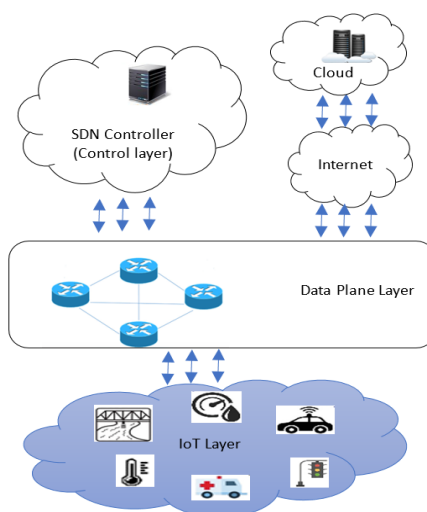 Cloud
SDN Controller
(Control layer)
Internet
Data Plane Layer
IoT Layer